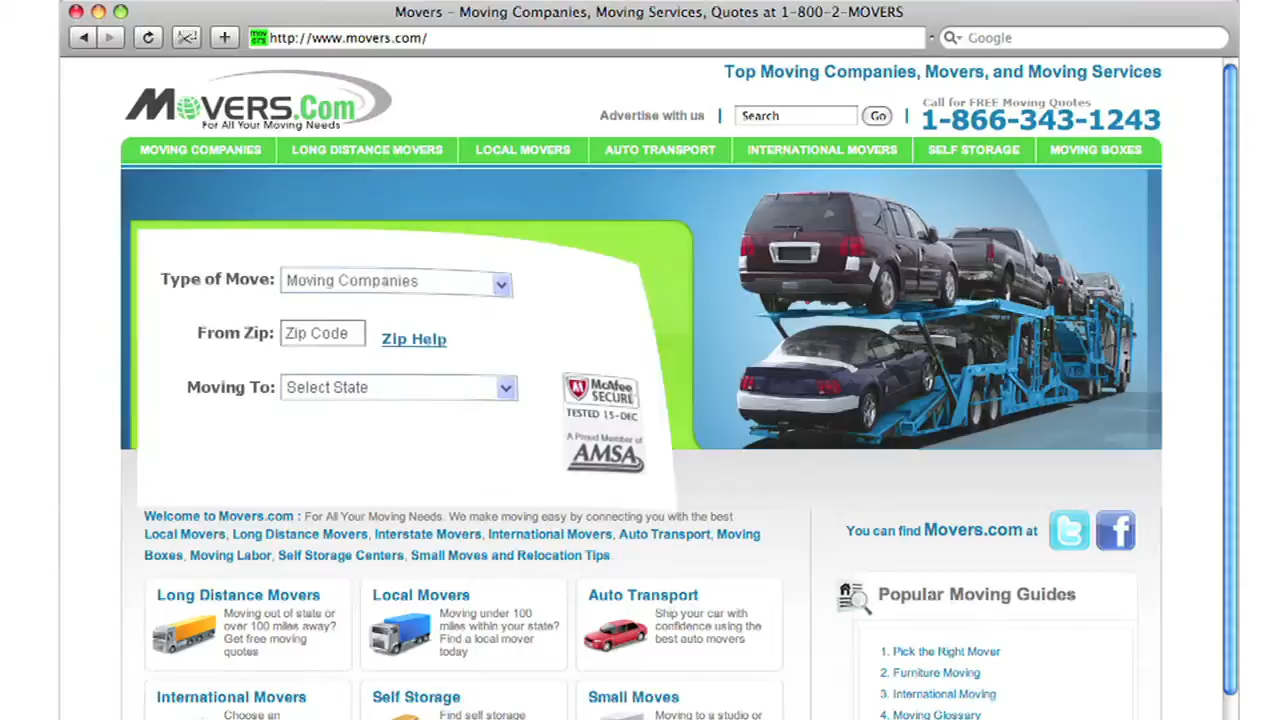 Movers – Moving Companies, Moving Services, Quotes at 1-800-2-MOVERS
http://www.movers.com/
Google
Top Moving Companies, Movers, and Moving Services
MOVERS.Com
For All Your Moving Needs
Advertise with us | Search Go |
Call for FREE Moving Quotes
1-866-343-1243
MOVING COMPANIES LONG DISTANCE MOVERS LOCAL MOVERS AUTO TRANSPORT INTERNATIONAL MOVERS SELF STORAGE MOVING BOXES
Type of Move: Moving Companies
From Zip: Zip Code Zip Help
Moving To: Select State
McAfee
SECURE
TESTED 15-DEC
A Proud Member of
AMSA
Welcome to Movers.com : For All Your Moving Needs. We make moving easy by connecting you with the best
Local Movers, Long Distance Movers, Interstate Movers, International Movers, Auto Transport, Moving
Boxes, Moving Labor, Self Storage Centers, Small Moves and Relocation Tips
You can find Movers.com at
Long Distance Movers
Moving out of state or
over 100 miles away?
Get free moving
quotes
Local Movers
Moving under 100
miles within your state?
Find a local mover
today
Auto Transport
Ship your car with
confidence using the
best auto movers
International Movers
Choose an
Self Storage
Find self storage
Small Moves
Moving to a studio or
Popular Moving Guides
1. Pick the Right Mover
2. Furniture Moving
3. International Moving
4. Moving Glossary